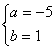 {a = −5
b = 1